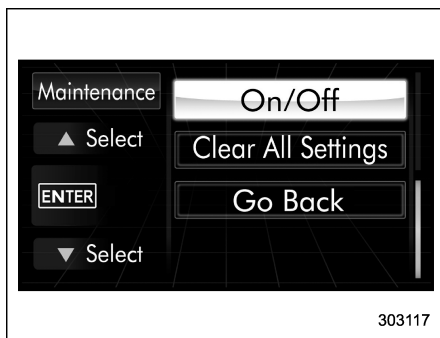 Maintenance
On/Off
▲ Select
Clear All Settings
ENTER
Go Back
▼ Select
303117